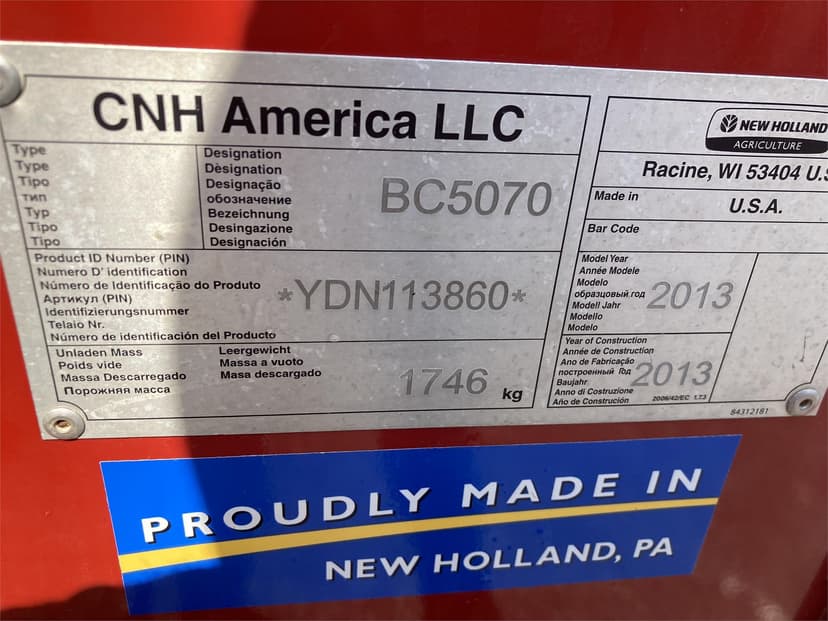 CNH America LLC
Type
Type
Tipo
тип
Typ
Tipo
Tipo
Designation
Dèsignation
Designação
обозначение
Bezeichnung
Desingazione
Designación
BC5070
Product ID Number (PIN)
Numero D' identification
Número de Identificação do Produto
Артикул (PIN)
Identifizierungsnummer
Telaio Nr.
Número de identificación del Producto
*YDN113860*
Unladen Mass
Poids vide
Massa Descarregado
Порожняя масса
Leergewicht
Massa a vuoto
Masa descargado
1746 kg
NEW HOLLAND
AGRICULTURE
Racine, WI 53404 U.S
Made in
U.S.A.
Bar Code
Model Year
Année Modele
Modelo
образцовый год
Modell Jahr
Modello
Modelo
2013
Year of Construction
Année de Construction
Ano de Fabricação
построенный Год
Baujahr
Anno di Costruzione
Año de Construción
2013
2006/42/EC 1.7.3
84312181
PROUDLY MADE IN
NEW HOLLAND, PA